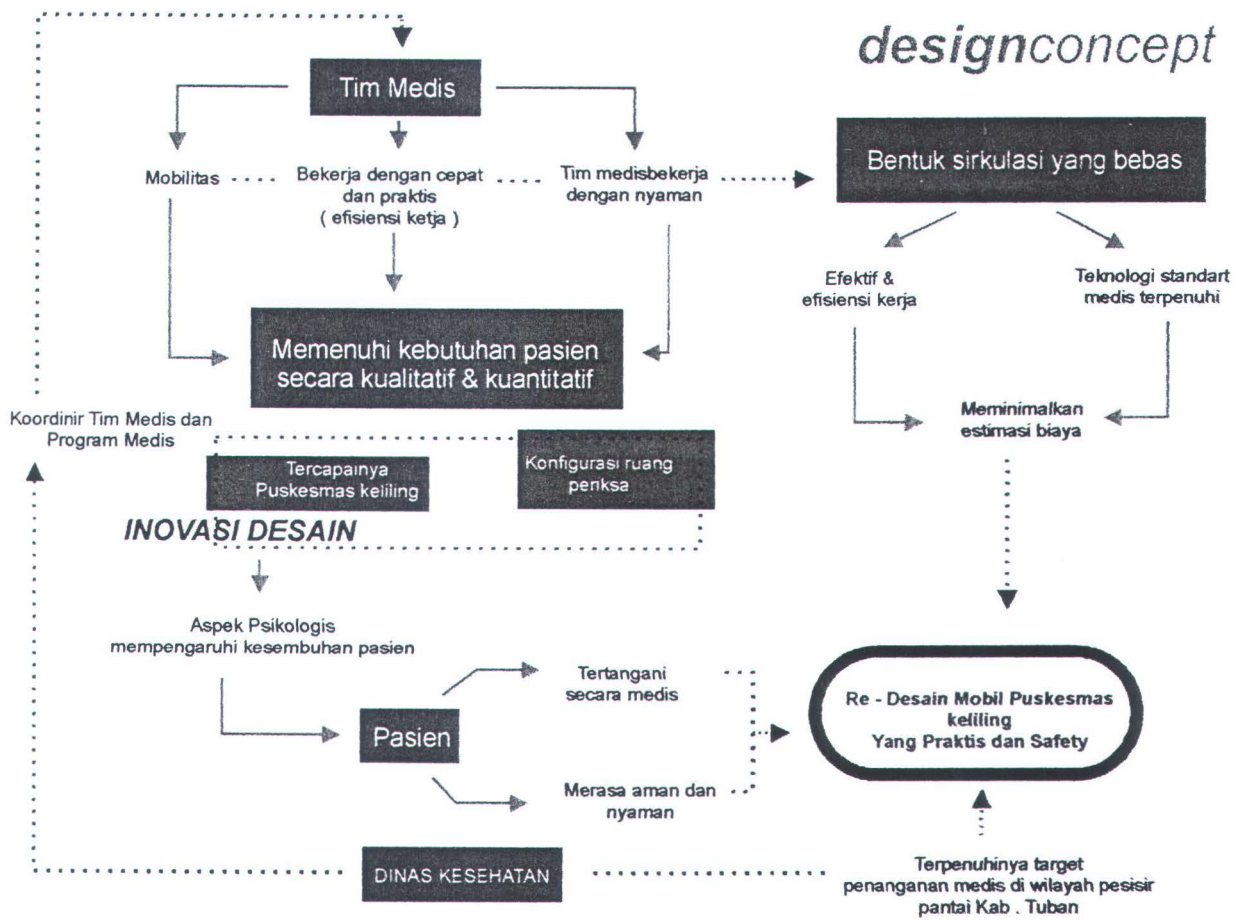 designconcept
Tim Medis
Mobilitas
Bekerja dengan cepat
dan praktis
( efisiensi ketja )
Tim medisbekerja
dengan nyaman
Bentuk sirkulasi yang bebas
Efektif &
efisiensi kerja
Teknologi standart
medis terpenuhi
Memenuhi kebutuhan pasien
secara kualitatif & kuantitatif
Meminimalkan
estimasi biaya
Koordinir Tim Medis dan
Program Medis
Tercapainya
Puskesmas keliling
Konfigurasi ruang
periksa
INOVASI DESAIN
Aspek Psikologis
mempengaruhi kesembuhan pasien
Pasien
Tertangani
secara medis
Merasa aman dan
nyaman
Re - Desain Mobil Puskesmas
keliling
Yang Praktis dan Safety
DINAS KESEHATAN
Terpenuhinya target
penanganan medis di wilayah pesisir
pantai Kab . Tuban